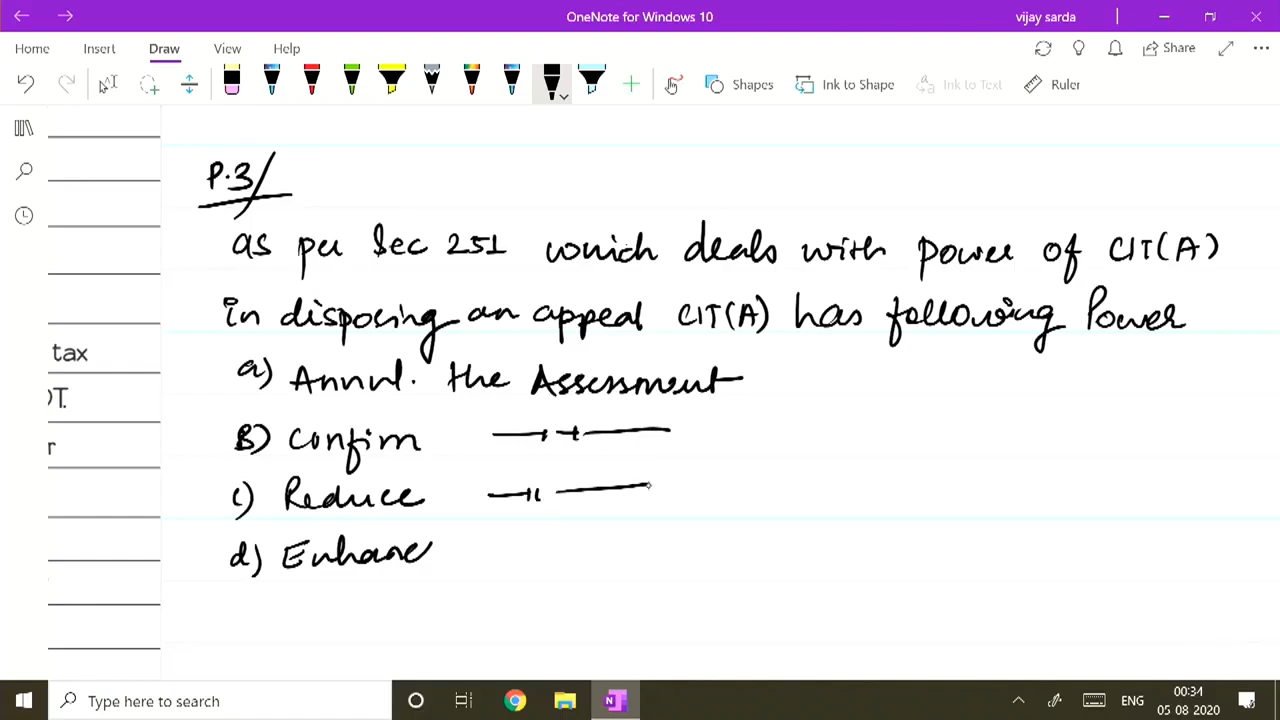 OneNote for Windows 10
vijay sarda
Home Insert Draw View Help
Share
Shapes
Ink to Shape
Ink to Text
Ruler
tax
r
P.3/
as per Sec 251 which deals with power of CIT(A)
in disposing an appeal CIT(A) has following Power
a) Annul. the Assessment
B) Confirm —"—
c) Reduce —"—
d) Enhance
Type here to search
ENG
00:34
05-08-2020